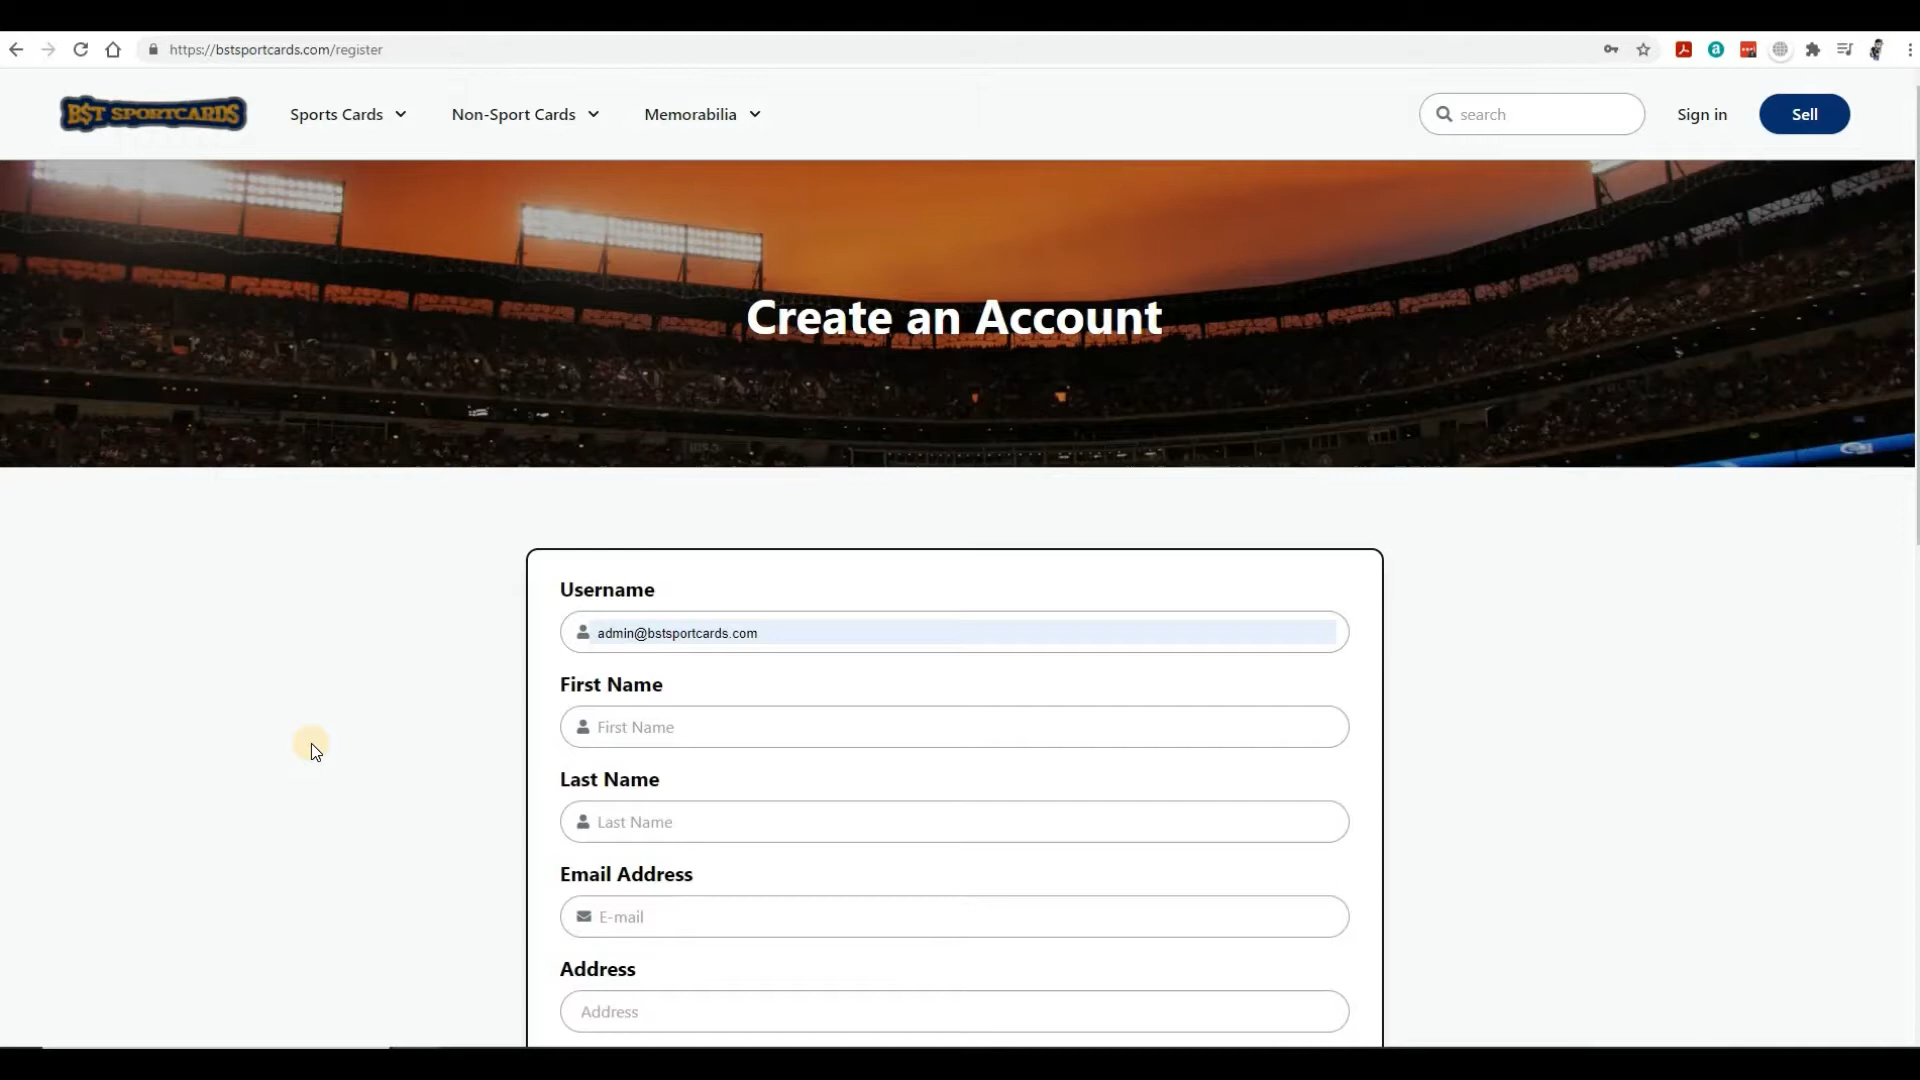 https://bstsportcards.com/register
B$T SPORTCARDS
Sports Cards
Non-Sport Cards
Memorabilia
search
Sign in
Sell
Create an Account
Username
admin@bstsportcards.com
First Name
First Name
Last Name
Last Name
Email Address
E-mail
Address
Address